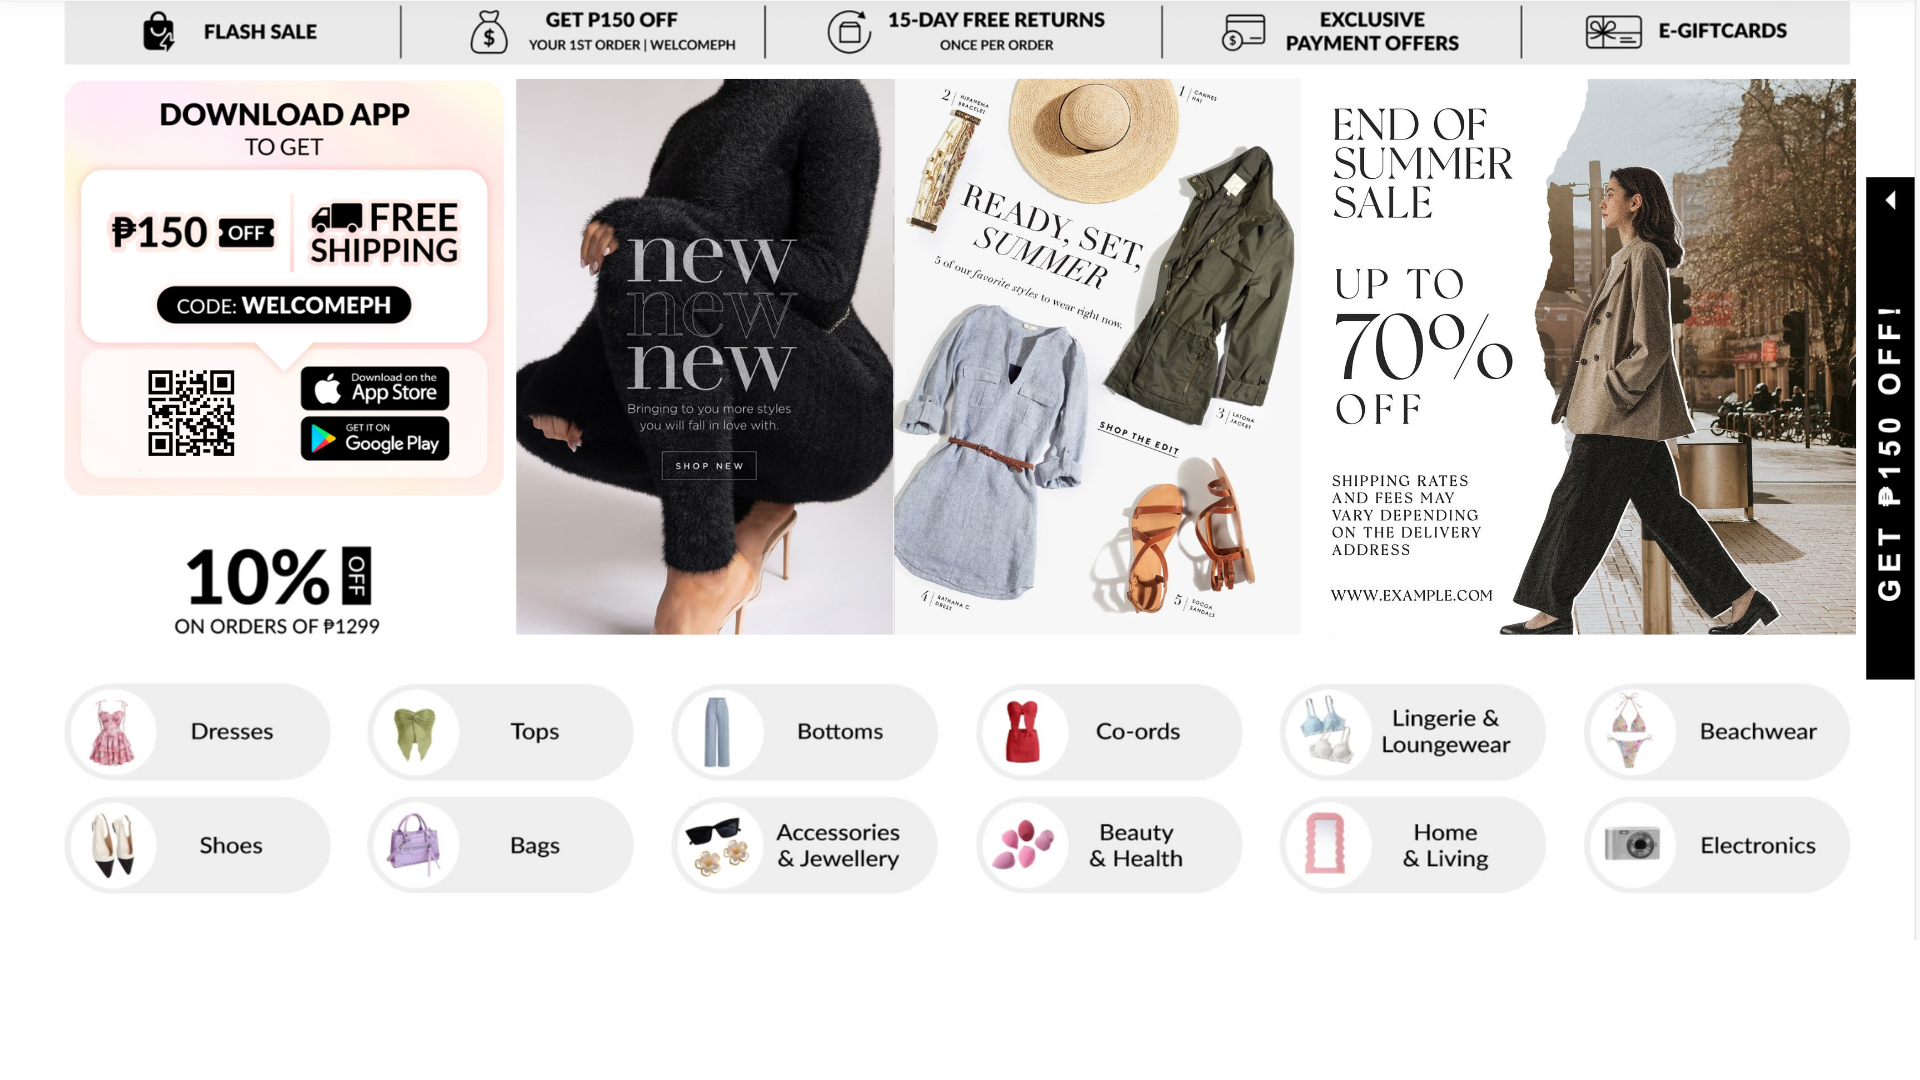 FLASH SALE
GET P150 OFF
YOUR 1ST ORDER | WELCOMEPH
15-DAY FREE RETURNS
ONCE PER ORDER
EXCLUSIVE
PAYMENT OFFERS
E-GIFTCARDS
DOWNLOAD APP
TO GET
₱150 OFF
FREE
SHIPPING
CODE: WELCOMEPH
Download on the
App Store
GET IT ON
Google Play
10% OFF
ON ORDERS OF ₱1299
new
new
new
Bringing to you more styles
you will fall in love with.
SHOP NEW
2 | HIPANEMA
BRACELET
1 | CANNES
HAT
READY, SET,
SUMMER
5 of our favorite styles to wear right now.
SHOP THE EDIT
3 | LATONA
JACKET
4 | RATHANA C
DRESS
5 | SOCOA
SANDALS
END OF
SUMMER
SALE
UP TO
70%
OFF
SHIPPING RATES
AND FEES MAY
VARY DEPENDING
ON THE DELIVERY
ADDRESS
WWW.EXAMPLE.COM
GET ₱150 OFF!
Dresses
Tops
Bottoms
Co-ords
Lingerie &
Loungewear
Beachwear
Shoes
Bags
Accessories
& Jewellery
Beauty
& Health
Home
& Living
Electronics